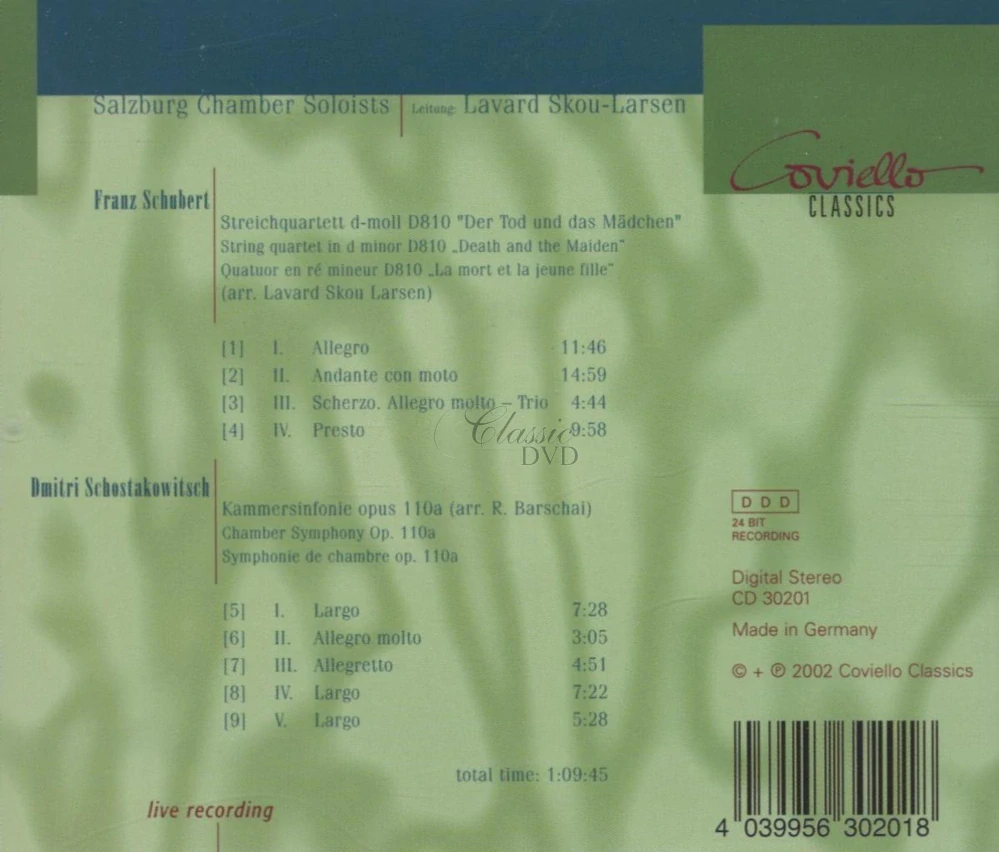 Salzburg Chamber Soloists | Leitung: Lavard Skou-Larsen
Coviello
CLASSICS
Franz Schubert
Streichquartett d-moll D810 "Der Tod und das Mädchen"
String quartet in d minor D810 „Death and the Maiden“
Quatuor en ré mineur D810 „La mort et la jeune fille“
(arr. Lavard Skou Larsen)
[1] I. Allegro 11:46
[2] II. Andante con moto 14:59
[3] III. Scherzo. Allegro molto – Trio 4:44
[4] IV. Presto 9:58
Classic
DVD
Dmitri Schostakowitsch
Kammersinfonie opus 110a (arr. R. Barschai)
Chamber Symphony Op. 110a
Symphonie de chambre op. 110a
[5] I. Largo 7:28
[6] II. Allegro molto 3:05
[7] III. Allegretto 4:51
[8] IV. Largo 7:22
[9] V. Largo 5:28
total time: 1:09:45
live recording
D D D
24 BIT
RECORDING
Digital Stereo
CD 30201
Made in Germany
© + ℗ 2002 Coviello Classics
4 039956 302018